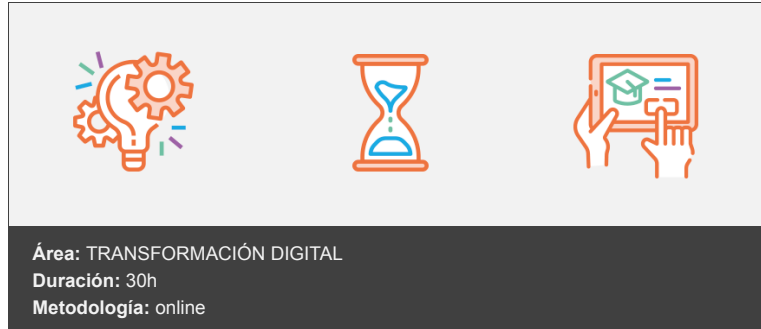 Área: TRANSFORMACIÓN DIGITAL
Duración: 30h
Metodología: online